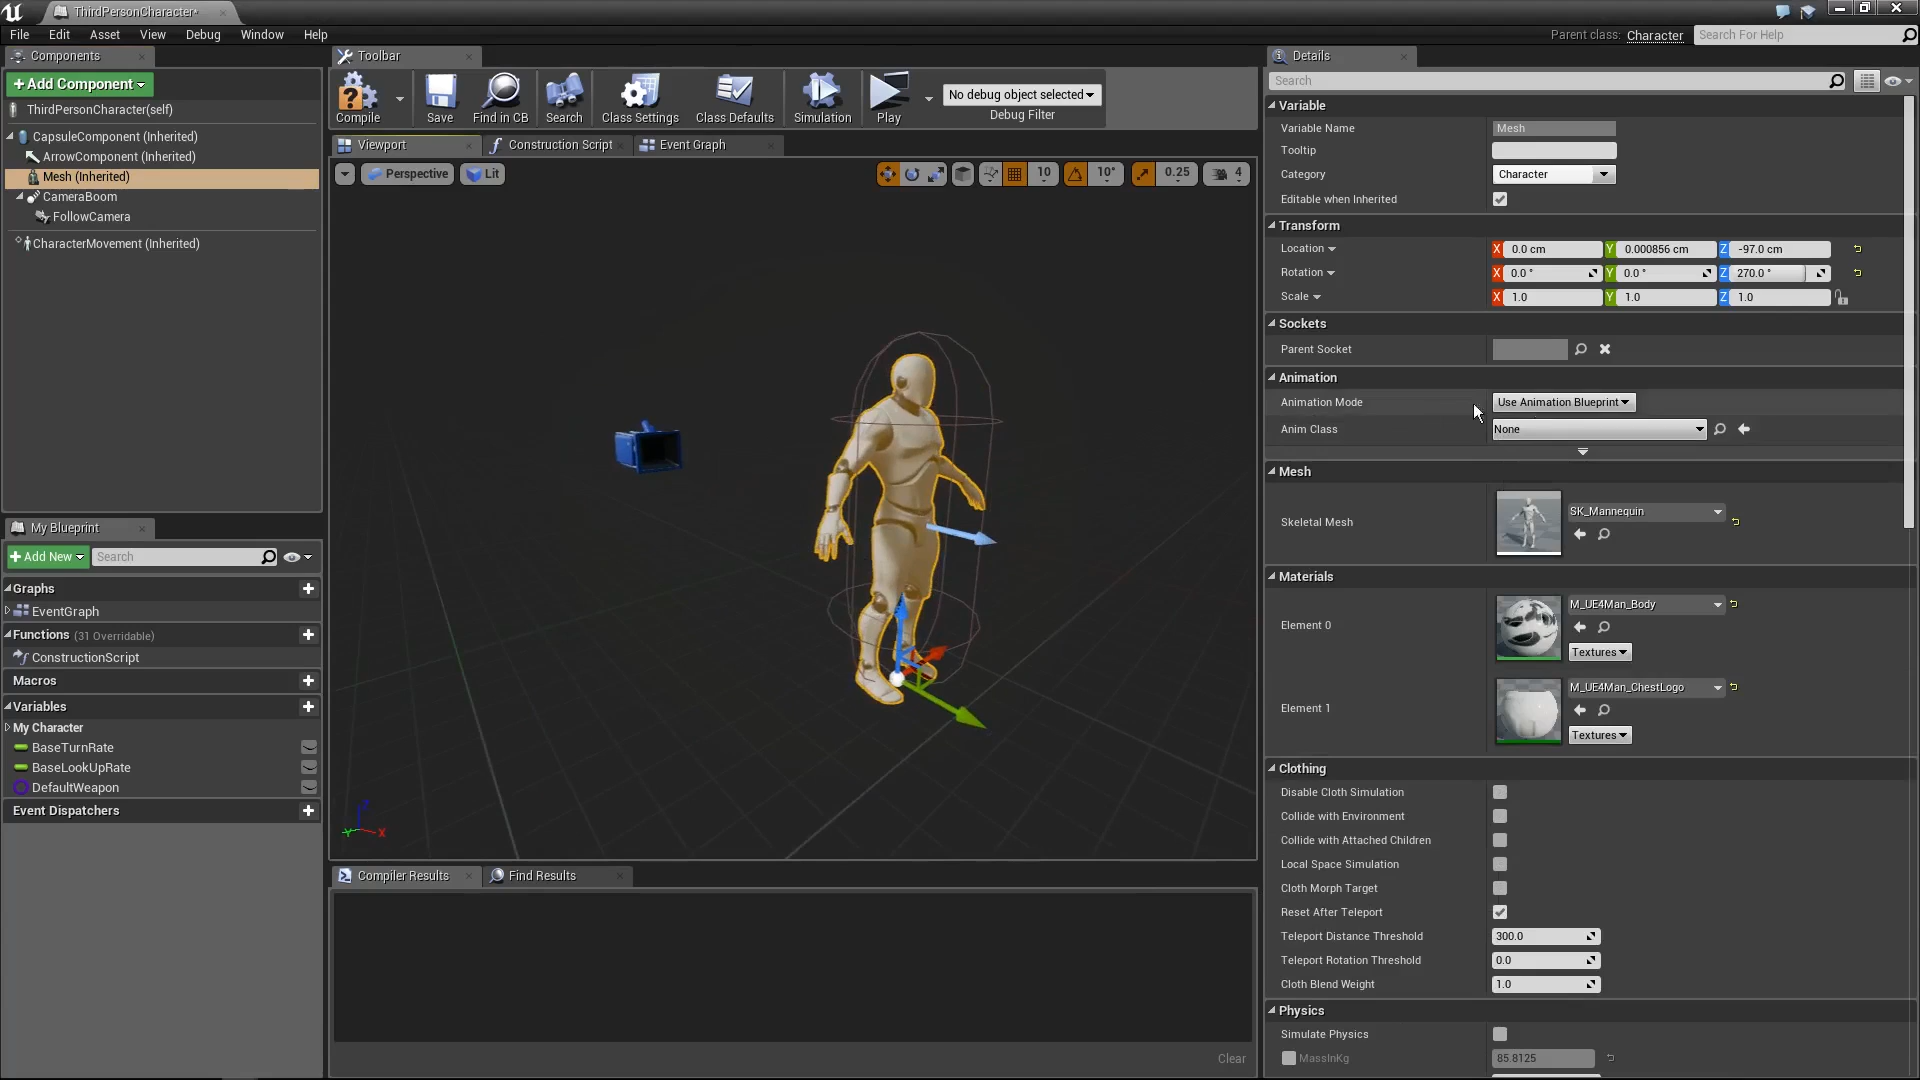 ThirdPersonCharacter*
File Edit Asset View Debug Window Help
Parent class: Character
Search For Help
Components
+Add Component
ThirdPersonCharacter(self)
CapsuleComponent (Inherited)
ArrowComponent (Inherited)
Mesh (Inherited)
CameraBoom
FollowCamera
CharacterMovement (Inherited)
My Blueprint
+Add New
Search
Graphs
EventGraph
Functions (31 Overridable)
ConstructionScript
Macros
Variables
My Character
BaseTurnRate
BaseLookUpRate
DefaultWeapon
Event Dispatchers
Toolbar
Compile
Save
Find in CB
Search
Class Settings
Class Defaults
Simulation
Play
No debug object selected
Debug Filter
Viewport
Construction Script
Event Graph
Perspective
Lit
10
10°
0.25
4
Z
Y
X
Compiler Results
Find Results
Clear
Details
Search
Variable
Variable Name Mesh
Tooltip
Category Character
Editable when Inherited
Transform
Location X 0.0 cm Y 0.000856 cm Z -97.0 cm
Rotation X 0.0 ° Y 0.0 ° Z 270.0 °
Scale X 1.0 Y 1.0 Z 1.0
Sockets
Parent Socket
Animation
Animation Mode Use Animation Blueprint
Anim Class None
Mesh
Skeletal Mesh SK_Mannequin
Materials
Element 0 M_UE4Man_Body
Textures
Element 1 M_UE4Man_ChestLogo
Textures
Clothing
Disable Cloth Simulation
Collide with Environment
Collide with Attached Children
Local Space Simulation
Cloth Morph Target
Reset After Teleport
Teleport Distance Threshold 300.0
Teleport Rotation Threshold 0.0
Cloth Blend Weight 1.0
Physics
Simulate Physics
MassInKg 85.8125